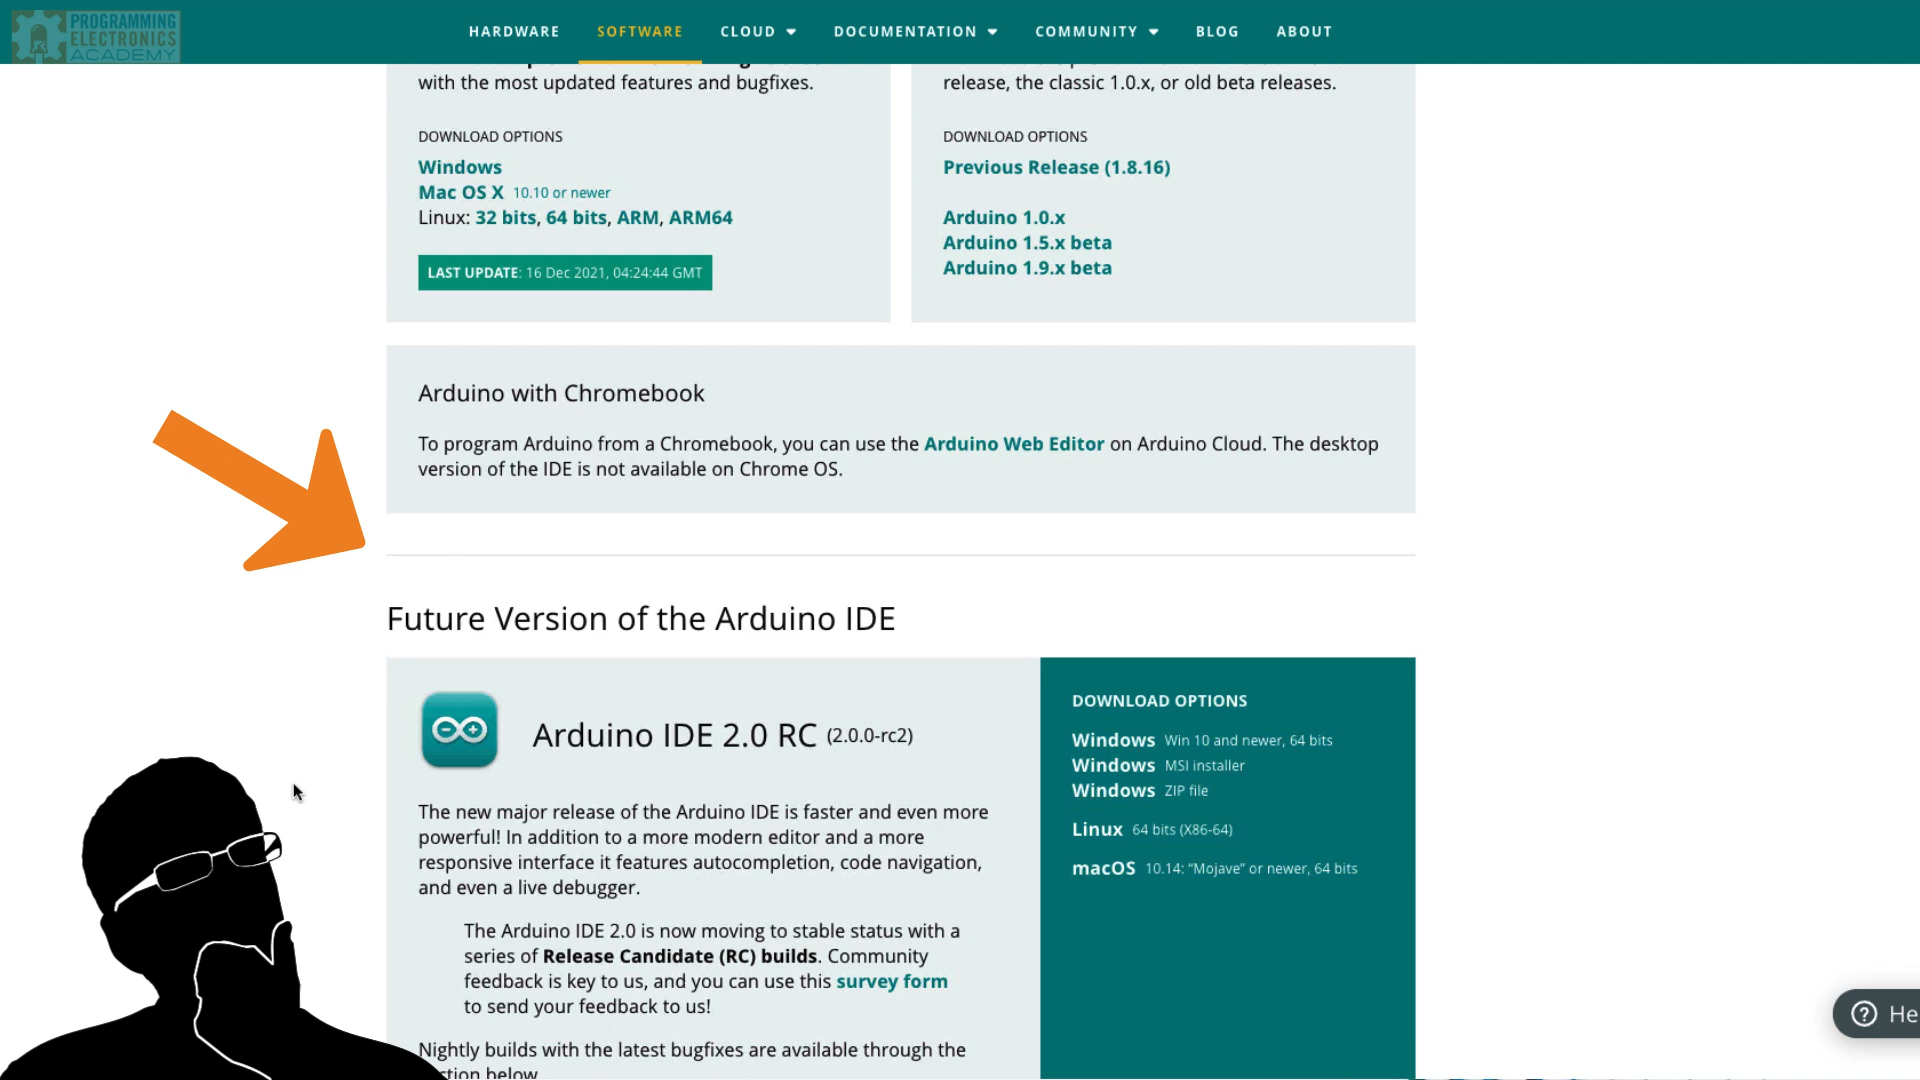 PROGRAMMING
ELECTRONICS
ACADEMY
HARDWARE SOFTWARE CLOUD DOCUMENTATION COMMUNITY BLOG ABOUT
with the most updated features and bugfixes.
DOWNLOAD OPTIONS
Windows
Mac OS X 10.10 or newer
Linux: 32 bits, 64 bits, ARM, ARM64
LAST UPDATE: 16 Dec 2021, 04:24:44 GMT
release, the classic 1.0.x, or old beta releases.
DOWNLOAD OPTIONS
Previous Release (1.8.16)
Arduino 1.0.x
Arduino 1.5.x beta
Arduino 1.9.x beta
Arduino with Chromebook
To program Arduino from a Chromebook, you can use the Arduino Web Editor on Arduino Cloud. The desktop
version of the IDE is not available on Chrome OS.
Future Version of the Arduino IDE
Arduino IDE 2.0 RC (2.0.0-rc2)
The new major release of the Arduino IDE is faster and even more
powerful! In addition to a more modern editor and a more
responsive interface it features autocompletion, code navigation,
and even a live debugger.
The Arduino IDE 2.0 is now moving to stable status with a
series of Release Candidate (RC) builds. Community
feedback is key to us, and you can use this survey form
to send your feedback to us!
Nightly builds with the latest bugfixes are available through the
below
DOWNLOAD OPTIONS
Windows Win 10 and newer, 64 bits
Windows MSI installer
Windows ZIP file
Linux 64 bits (X86-64)
macOS 10.14: “Mojave” or newer, 64 bits
He